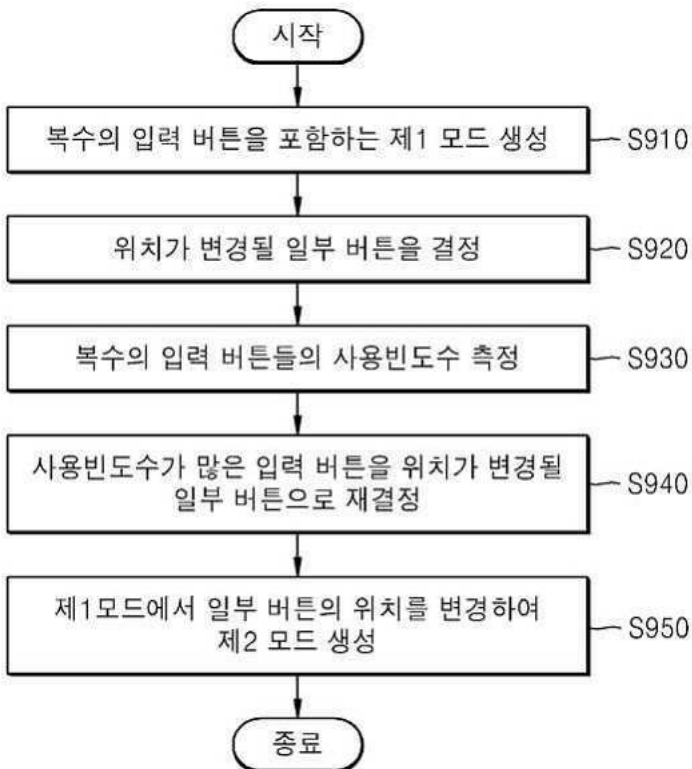 시작
복수의 입력 버튼을 포함하는 제1 모드 생성
S910
위치가 변경될 일부 버튼을 결정
S920
복수의 입력 버튼들의 사용빈도수 측정
S930
사용빈도수가 많은 입력 버튼을 위치가 변경될
일부 버튼으로 재결정
S940
제1모드에서 일부 버튼의 위치를 변경하여
제2 모드 생성
S950
종료